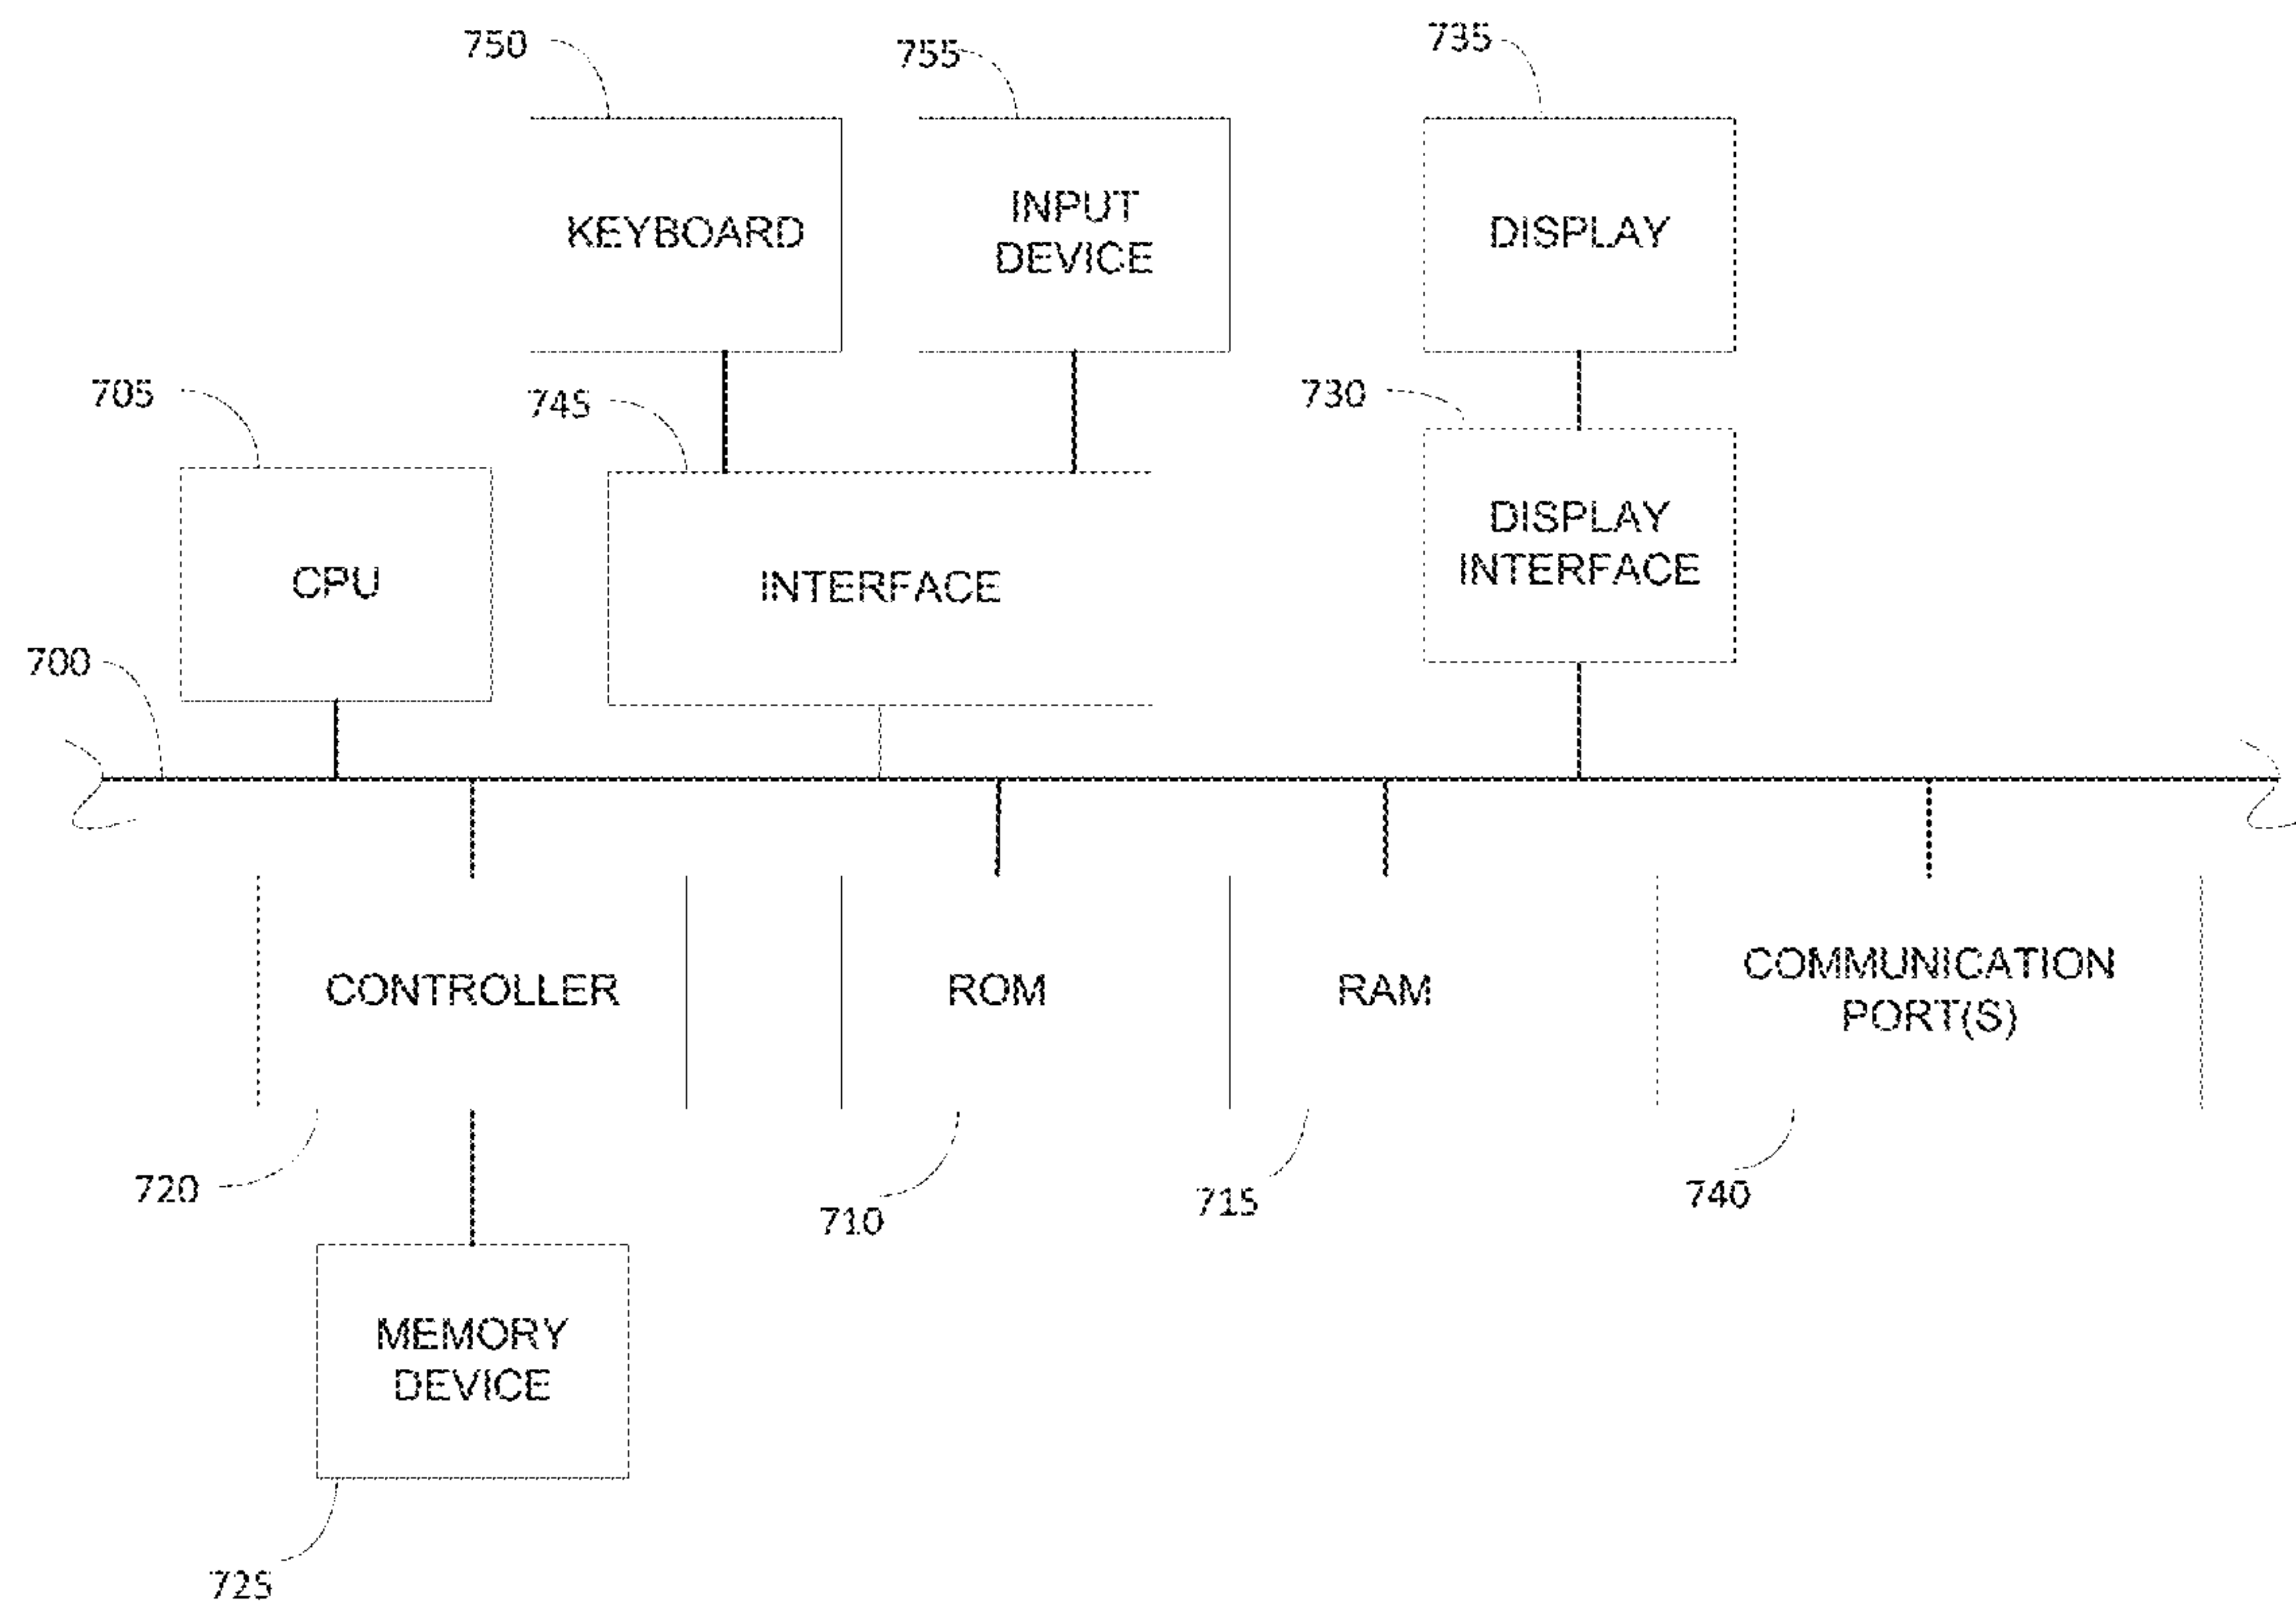 750
755
735
KEYBOARD
INPUT
DEVICE
DISPLAY
705
745
730
CPU
INTERFACE
DISPLAY
INTERFACE
700
CONTROLLER
ROM
RAM
COMMUNICATION
PORT(S)
720
710
715
740
MEMORY
DEVICE
725